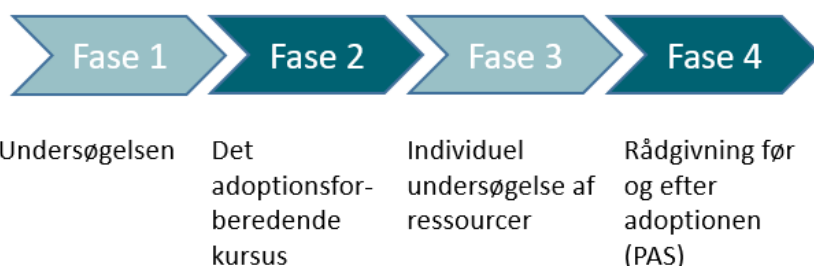 Fase 1
Fase 2
Fase 3
Fase 4
Undersøgelsen
Det
adoptionsfor-
beredende
kursus
Individuel
undersøgelse af
ressourcer
Rådgivning før
og efter
adoptionen
(PAS)